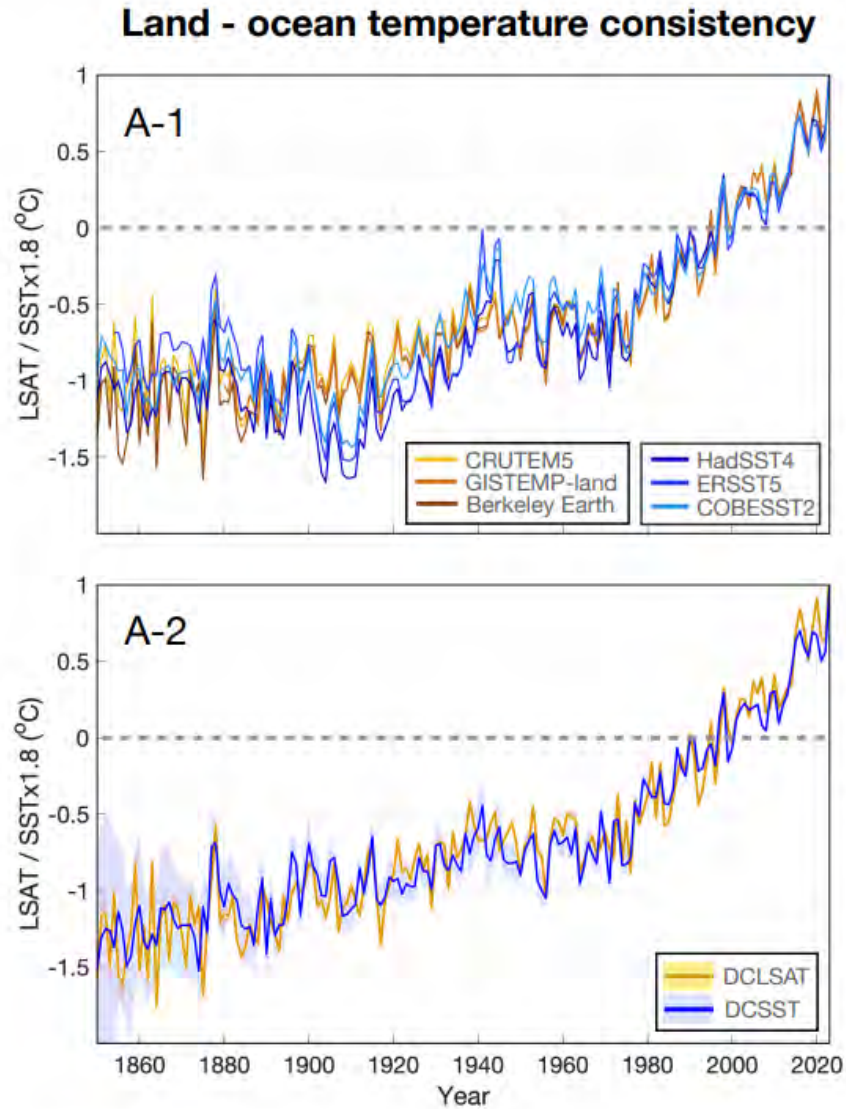 Land - ocean temperature consistency
1
A-1
0.5
0
-0.5
-1
-1.5
LSAT / SSTx1.8 (°C)
CRUTEM5
GISTEMP-land
Berkeley Earth
HadSST4
ERSST5
COBESST2
1
A-2
0.5
0
-0.5
-1
-1.5
LSAT / SSTx1.8 (°C)
DCLSAT
DCSST
1860 1880 1900 1920 1940 1960 1980 2000 2020
Year